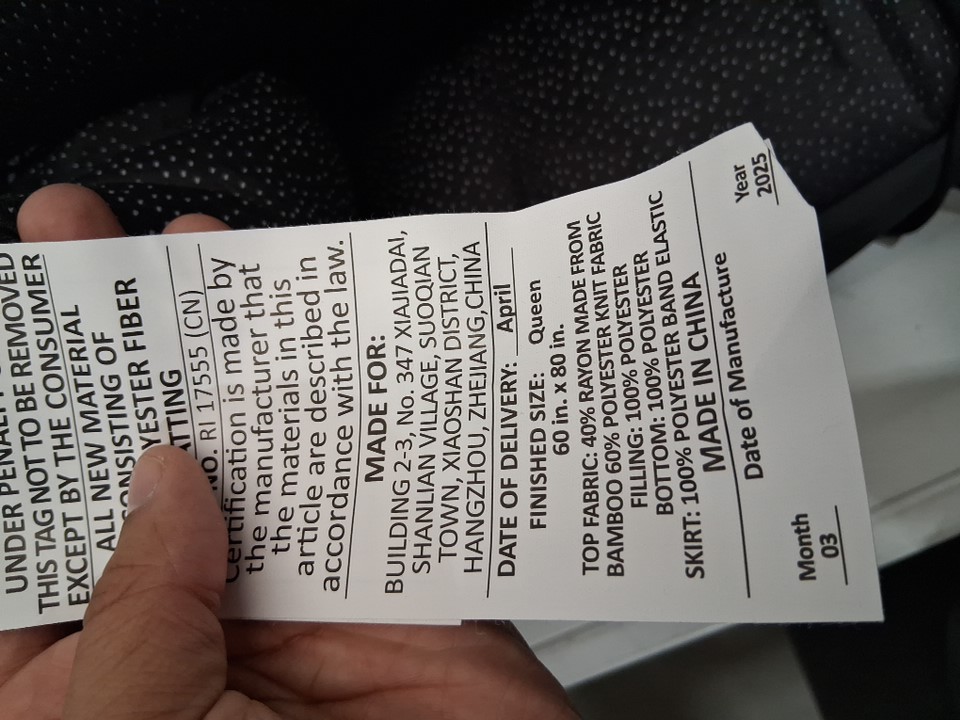 UNDER PENALTY O
THIS TAG NOT TO BE REMOVED
EXCEPT BY THE CONSUMER
ALL NEW MATERIAL
CONSISTING OF
YESTER FIBER
ATTING
No. RI 17555 (CN)
Certification is made by
the manufacturer that
the materials in this
article are described in
accordance with the law.
MADE FOR:
BUILDING 2-3, No. 347 XIAJIADAI,
SHANLIAN VILLAGE, SUOQIAN
TOWN, XIAOSHAN DISTRICT,
HANGZHOU, ZHEJIANG,CHINA
DATE OF DELIVERY: April
FINISHED SIZE: Queen
60 in. x 80 in.
TOP FABRIC: 40% RAYON MADE FROM
BAMBOO 60% POLYESTER KNIT FABRIC
FILLING: 100% POLYESTER
BOTTOM: 100% POLYESTER
SKIRT: 100% POLYESTER BAND ELASTIC
MADE IN CHINA
Date of Manufacture
Month Year
03 2025